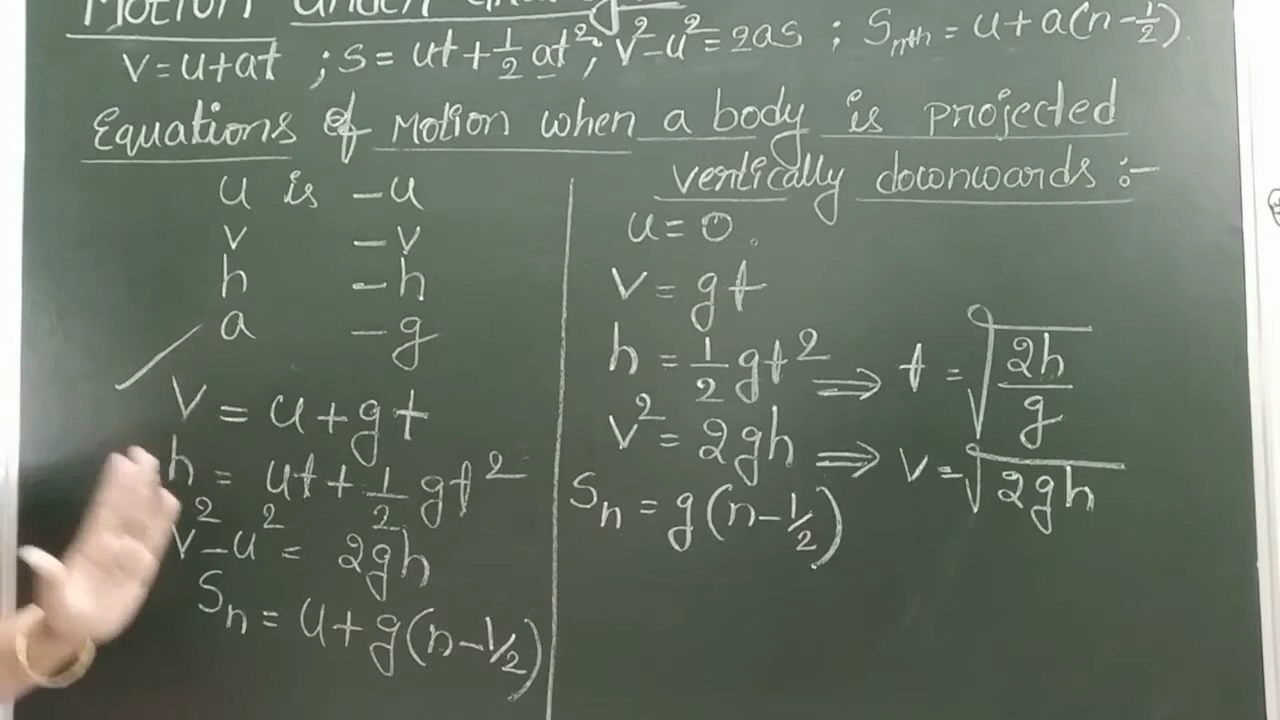 Motion under
v = u+at ; s = ut + 1/2 at² ; v²-u² = 2as ; Snth = u + a(n-1/2).
Equations of Motion when a body is projected
vertically downwards :-
u is -u
v -v
h -h
a -g
V = u+gt
h = ut + 1/2 gt²
v²-u² = 2gh
Sn = u+g(n-1/2)
u = 0.
V = gt
h = 1/2 gt² ⇒ t = √(2h/g)
v² = 2gh ⇒ v = √2gh
Sn = g(n-1/2)